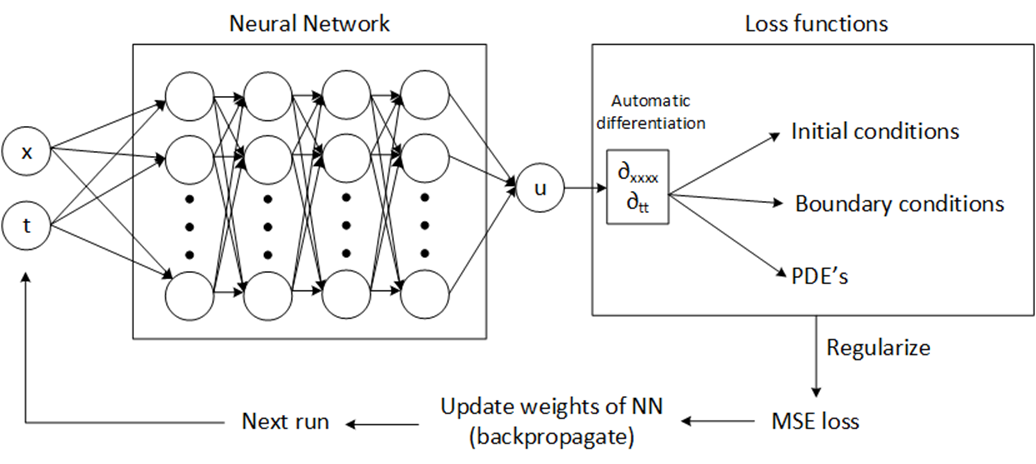 Neural Network
Loss functions
x
t
u
Automatic
differentiation
∂xxxx
∂tt
Initial conditions
Boundary conditions
PDE's
Regularize
MSE loss
Update weights of NN
(backpropagate)
Next run